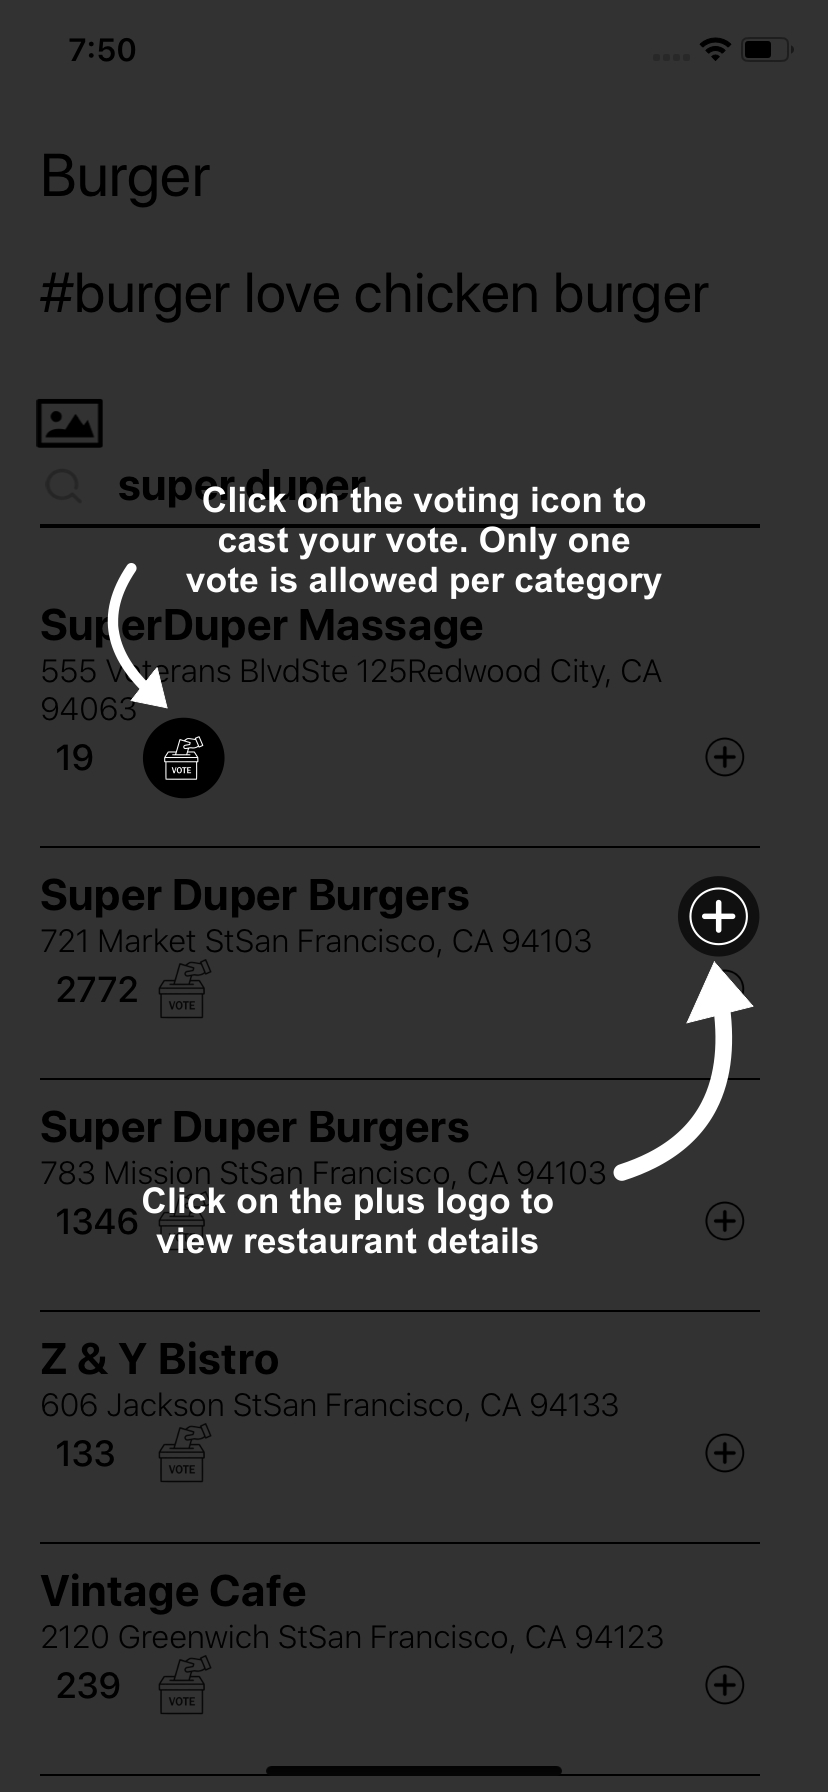 7:50
Burger
#burger love chicken burger
super duper
Click on the voting icon to
cast your vote. Only one
vote is allowed per category
SuperDuper Massage
555 Veterans BlvdSte 125Redwood City, CA
94063
19
VOTE
Super Duper Burgers
721 Market StSan Francisco, CA 94103
2772
VOTE
Super Duper Burgers
783 Mission StSan Francisco, CA 94103
Click on the plus logo to
1346
view restaurant details
Z & Y Bistro
606 Jackson StSan Francisco, CA 94133
133
VOTE
Vintage Cafe
2120 Greenwich StSan Francisco, CA 94123
239
VOTE